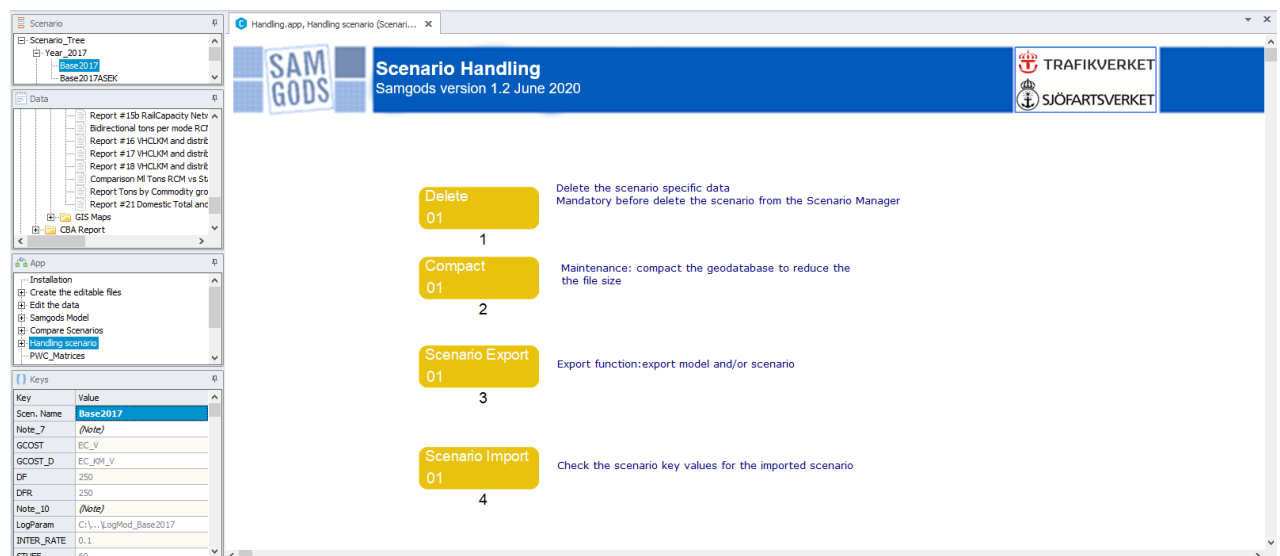 Scenario
Scenario_Tree
Year_2017
Base2017
Base2017ASEK
Data
Report #15b RailCapacity Netw
Bidirectional tons per mode RCM
Report #16 VHCLKM and distrib
Report #17 VHCLKM and distrib
Report #18 VHCLKM and distrib
Comparison Ml Tons RCM vs Sta
Report Tons by Commodity gro
Report #21 Domestic Total and
GIS Maps
CBA Report
App
Installation
Create the editable files
Edit the data
Samgods Model
Compare Scenarios
Handling scenario
PWC_Matrices
Keys
Key Value
Scen. Name Base2017
Note_7 (Note)
GCOST EC_V
GCOST_D EC_KM_V
DF 250
DFR 250
Note_10 (Note)
LogParam C:\...\LogMod_Base2017
INTER_RATE 0.1
Handling.app, Handling scenario (Scenari...
SAM
GODS
Scenario Handling
Samgods version 1.2 June 2020
TRAFIKVERKET
SJÖFARTSVERKET
Delete
01
1
Delete the scenario specific data
Mandatory before delete the scenario from the Scenario Manager
Compact
01
2
Maintenance: compact the geodatabase to reduce the
the file size
Scenario Export
01
3
Export function:export model and/or scenario
Scenario Import
01
4
Check the scenario key values for the imported scenario